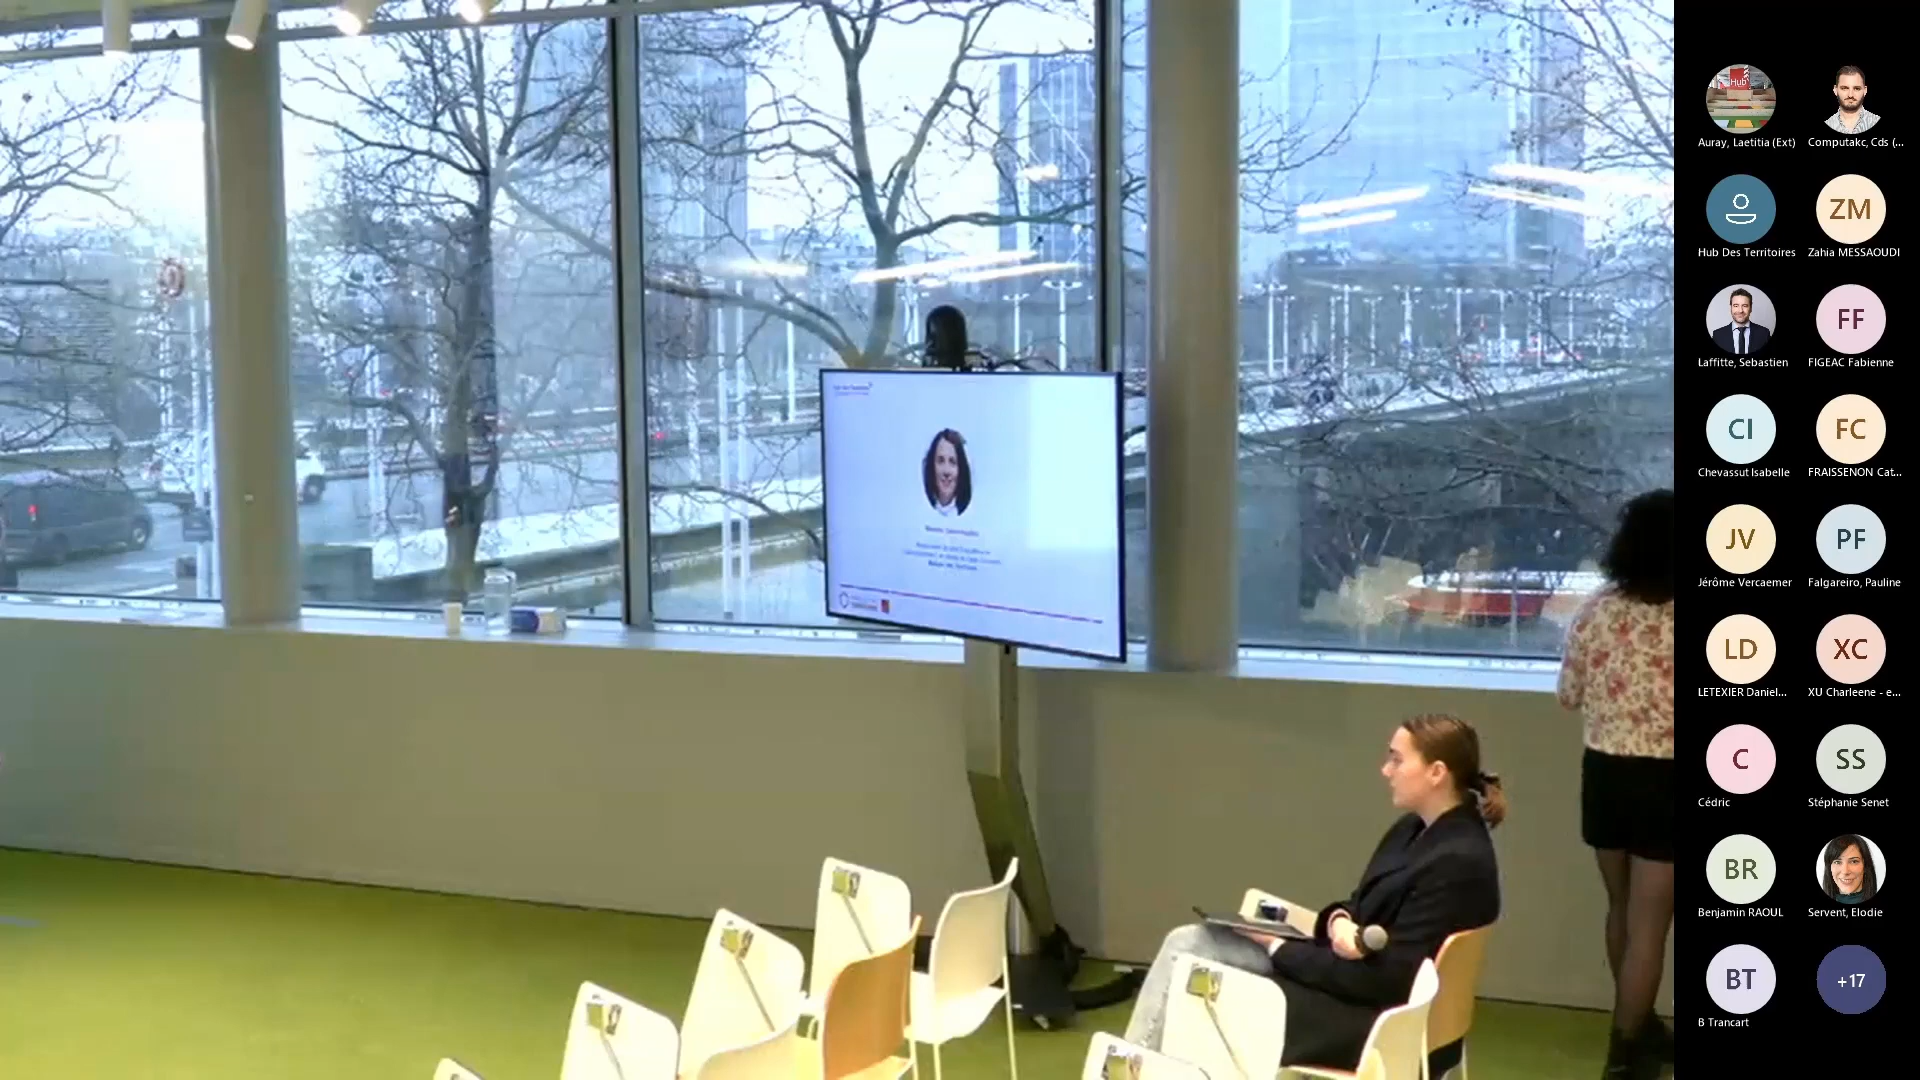 Hub
Auray, Laetitia (Ext)
Computakc, Cds (...
Hub Des Territoires
ZM
Zahia MESSAOUDI
Laffitte, Sebastien
FF
FIGEAC Fabienne
CI
Chevassut Isabelle
FC
FRAISSENON Cat...
JV
Jérôme Vercaemer
PF
Falgareiro, Pauline
LD
LETEXIER Daniel...
XC
XU Charleene - e...
C
Cédric
SS
Stéphanie Senet
BR
Benjamin RAOUL
Servent, Elodie
BT
B Trancart
+17